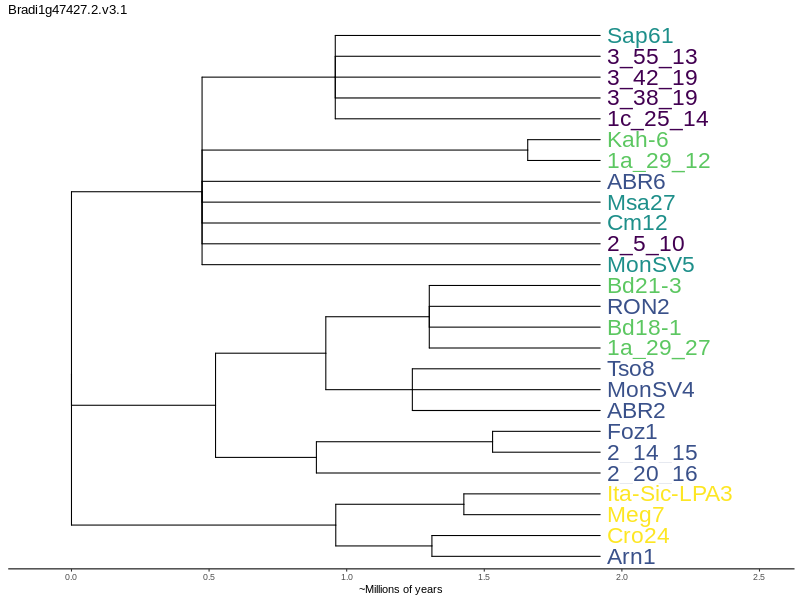 Bradi1g47427.2.v3.1
Sap61
3_55_13
3_42_19
3_38_19
1c_25_14
Kah-6
1a_29_12
ABR6
Msa27
Cm12
2_5_10
MonSV5
Bd21-3
RON2
Bd18-1
1a_29_27
Tso8
MonSV4
ABR2
Foz1
2_14_15
2_20_16
Ita-Sic-LPA3
Meg7
Cro24
Arn1
0.0 0.5 1.0 1.5 2.0 2.5
~Millions of years